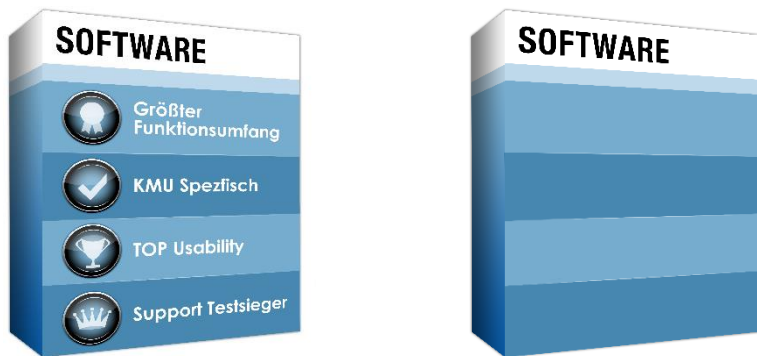 SOFTWARE
Größter
Funktionsumfang
KMU Spezfisch
TOP Usability
Support Testsieger
SOFTWARE